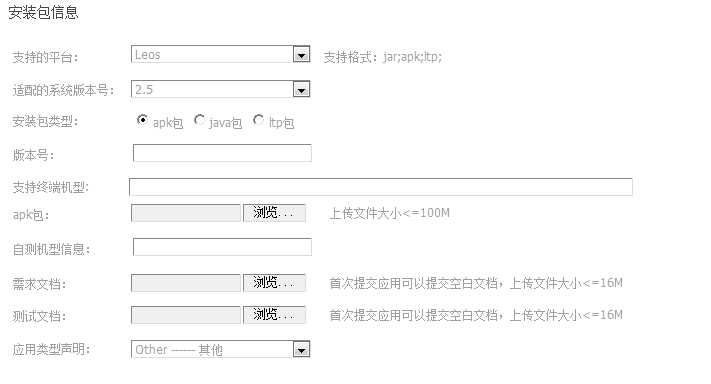 安装包信息
支持的平台： Leos 支持格式：jar;apk;ltp;
适配的系统版本号： 2.5
安装包类型： apk包 java包 ltp包
版本号：
支持终端机型:
apk包： 浏览... 上传文件大小<=100M
自测机型信息：
需求文档： 浏览... 首次提交应用可以提交空白文档，上传文件大小<=16M
测试文档： 浏览... 首次提交应用可以提交空白文档，上传文件大小<=16M
应用类型声明： Other ------ 其他